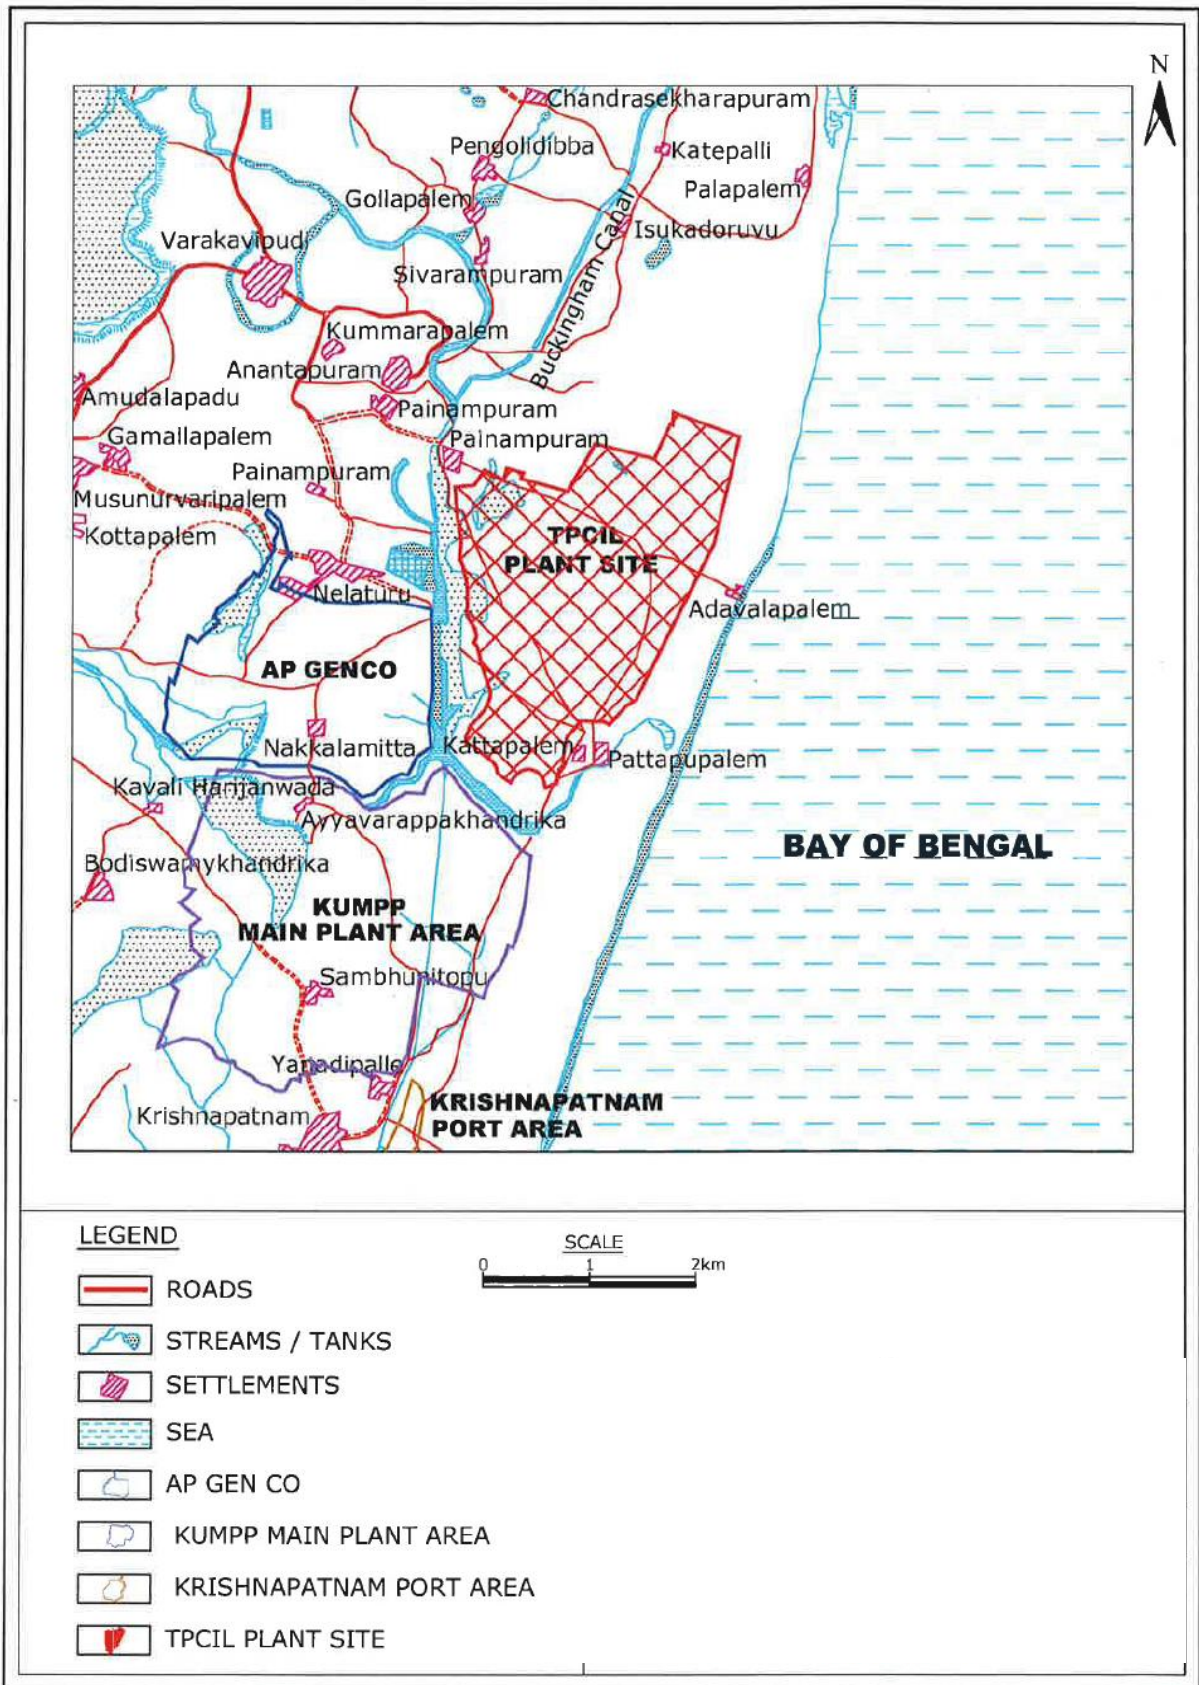 N
Chandrasekharapuram
Pengolidibba
Katepalli
Palapalem
Gollapalem
Isukadoruvu
Varakavipudi
Sivarampuram
Buckingham Canal
Kummarapalem
Anantapuram
Amudalapadu
Painampuram
Gamallapalem
Painampuram
Painampuram
Musunurvaripalem
Kottapalem
TPCIL
PLANT SITE
Nelaturu
Adavalapalem
AP GENCO
Nakkalamitta
Kattapalem
Pattapupalem
Kavali Harijanwada
Ayyavarappakhandrika
BAY OF BENGAL
Bodiswamykhandrika
KUMPP
MAIN PLANT AREA
Sambhunitopu
Yanadipalle
Krishnapatnam
KRISHNAPATNAM
PORT AREA
LEGEND
SCALE
0 1 2km
ROADS
STREAMS / TANKS
SETTLEMENTS
SEA
AP GEN CO
KUMPP MAIN PLANT AREA
KRISHNAPATNAM PORT AREA
TPCIL PLANT SITE